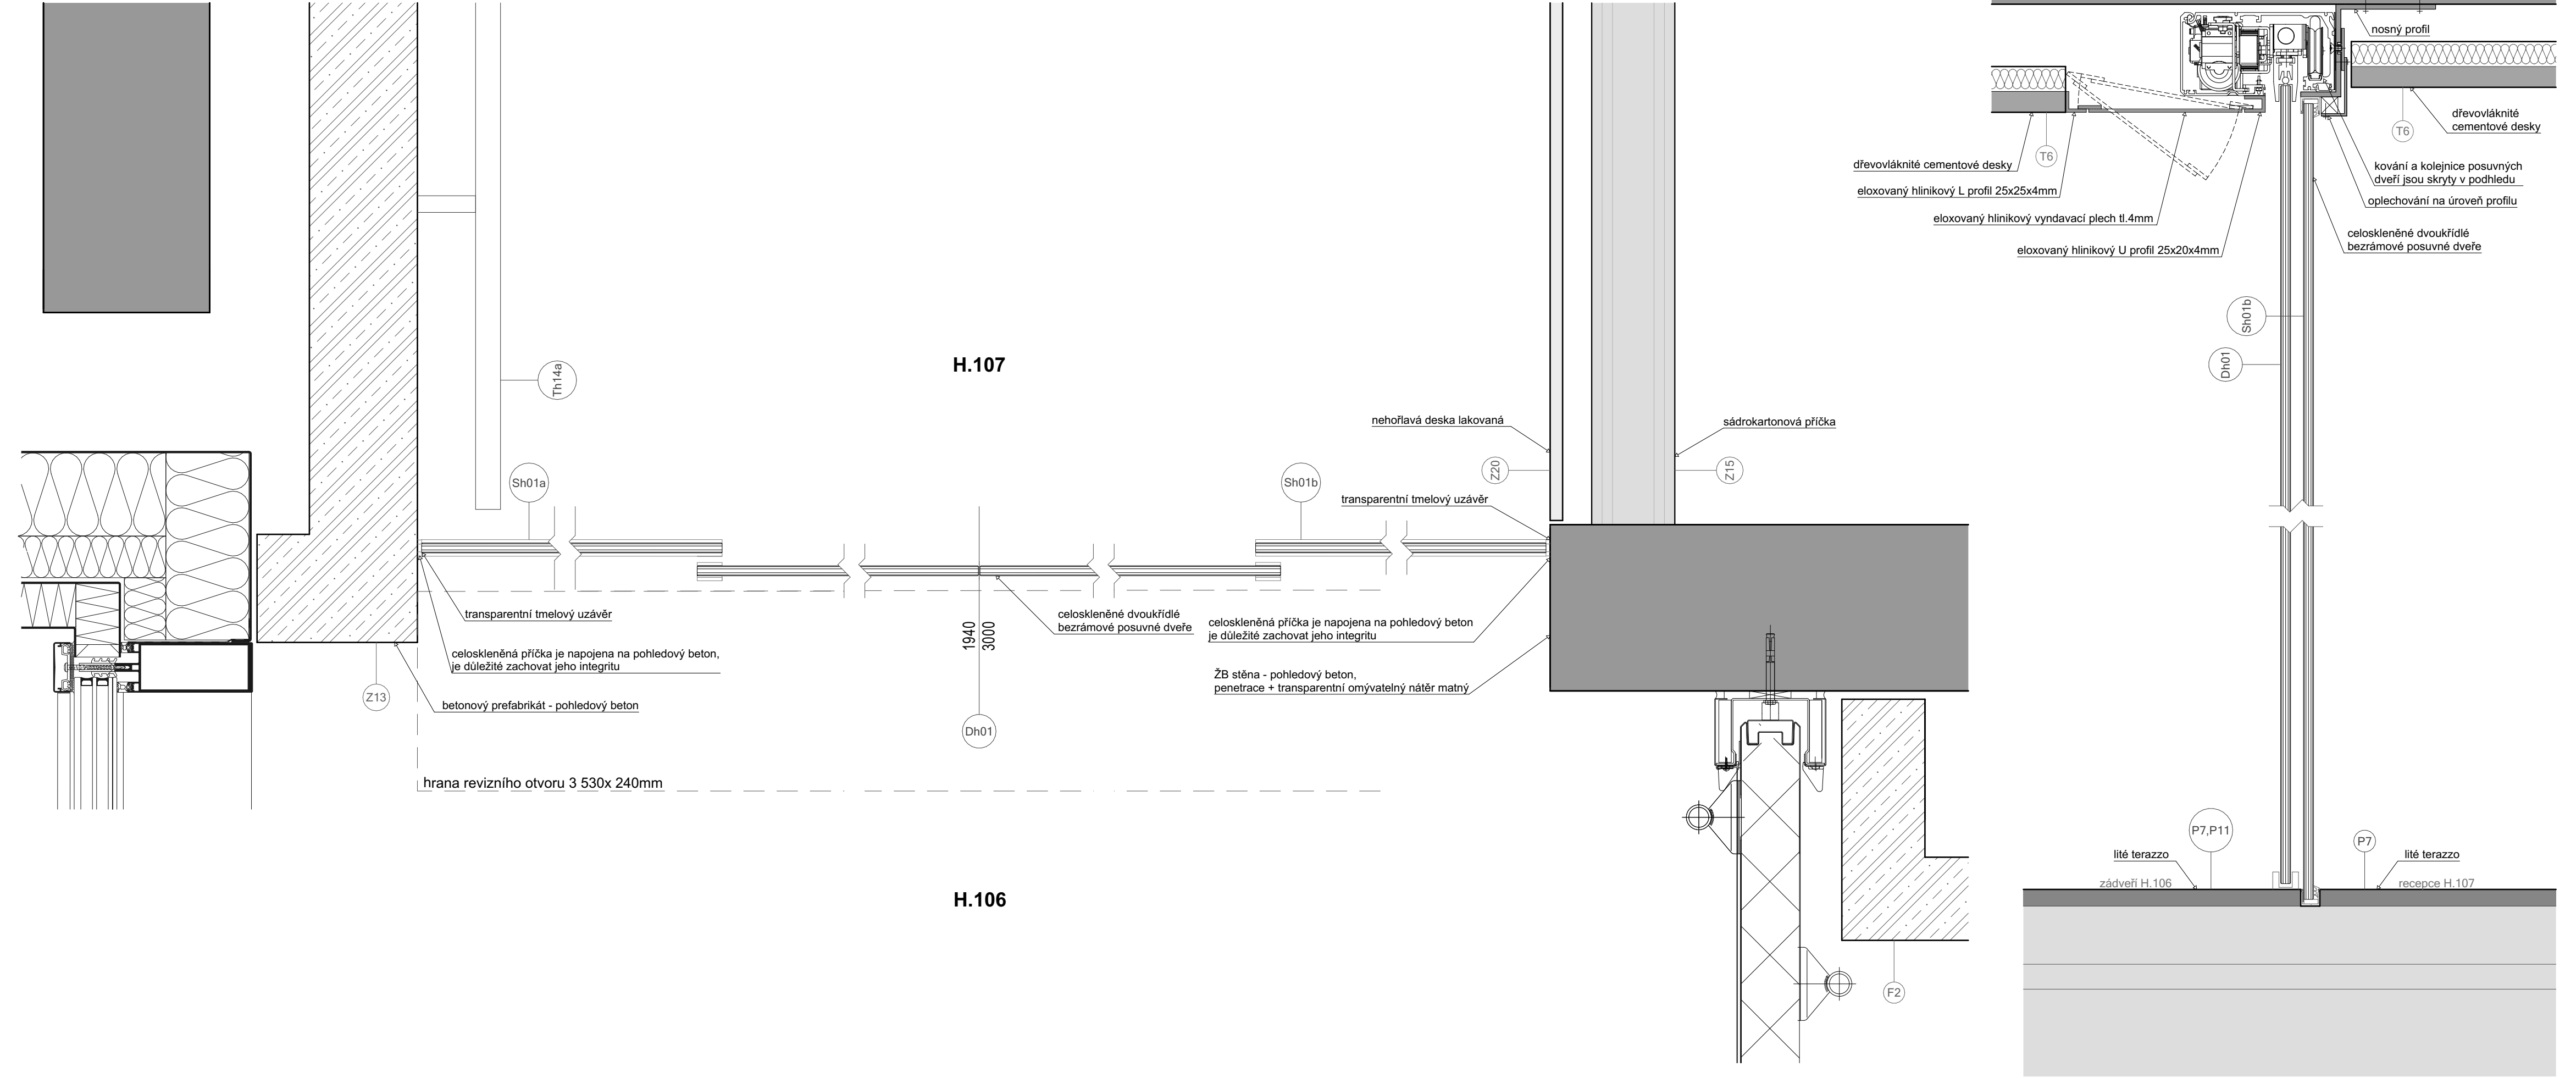 H.107
Th14a
nehořlavá deska lakovaná
sádrokartonová příčka
Z20
Z15
Sh01a
Sh01b
transparentní tmelový uzávěr
transparentní tmelový uzávěr
celoskleněná příčka je napojena na pohledový beton,
je důležité zachovat jeho integritu
Z13
betonový prefabrikát - pohledový beton
1940
3000
celoskleněné dvoukřídlé
bezrámové posuvné dveře
celoskleněná příčka je napojena na pohledový beton
je důležité zachovat jeho integritu
ŽB stěna - pohledový beton,
penetrace + transparentní omývatelný nátěr matný
Dh01
hrana revizního otvoru 3 530x 240mm
H.106
F2
nosný profil
dřevovláknité
cementové desky
T6
T6
dřevovláknité cementové desky
eloxovaný hlinikový L profil 25x25x4mm
eloxovaný hlinikový vyndavací plech tl.4mm
eloxovaný hlinikový U profil 25x20x4mm
kování a kolejnice posuvných
dveří jsou skryty v podhledu
oplechování na úroveň profilu
celoskleněné dvoukřídlé
bezrámové posuvné dveře
Sh01b
Dh01
P7,P11
P7
lité terazzo
lité terazzo
zádveří H.106
recepce H.107